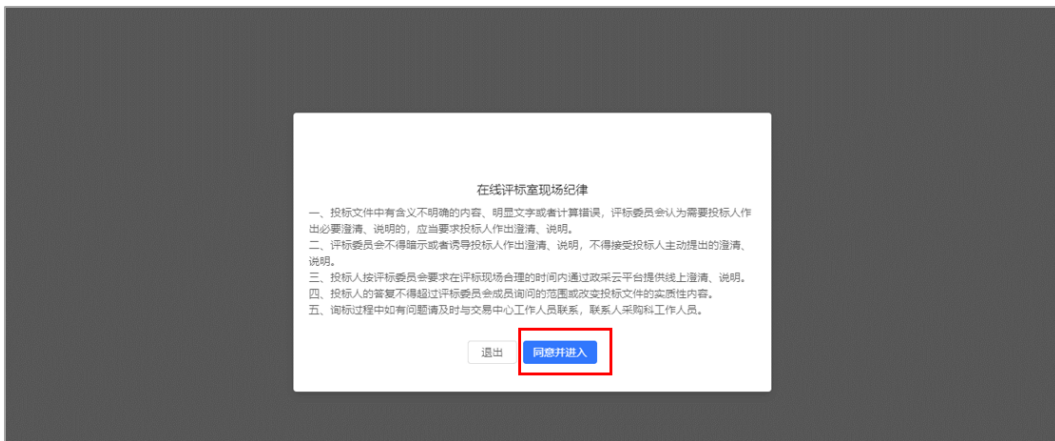 在线评标室现场纪律
一、投标文件中有含义不明确的内容、明显文字或者计算错误，评标委员会认为需要投标人作
出必要澄清、说明的，应当要求投标人作出澄清、说明。
二、评标委员会不得暗示或者诱导投标人作出澄清、说明，不得接受投标人主动提出的澄清、
说明。
三、投标人按评标委员会要求在评标现场合理的时间内通过政采云平台提供线上澄清、说明。
四、投标人的答复不得超过评标委员会成员询问的范围或改变投标文件的实质性内容。
五、询标过程中如有问题请及时与交易中心工作人员联系，联系人采购科工作人员。
退出 同意并进入